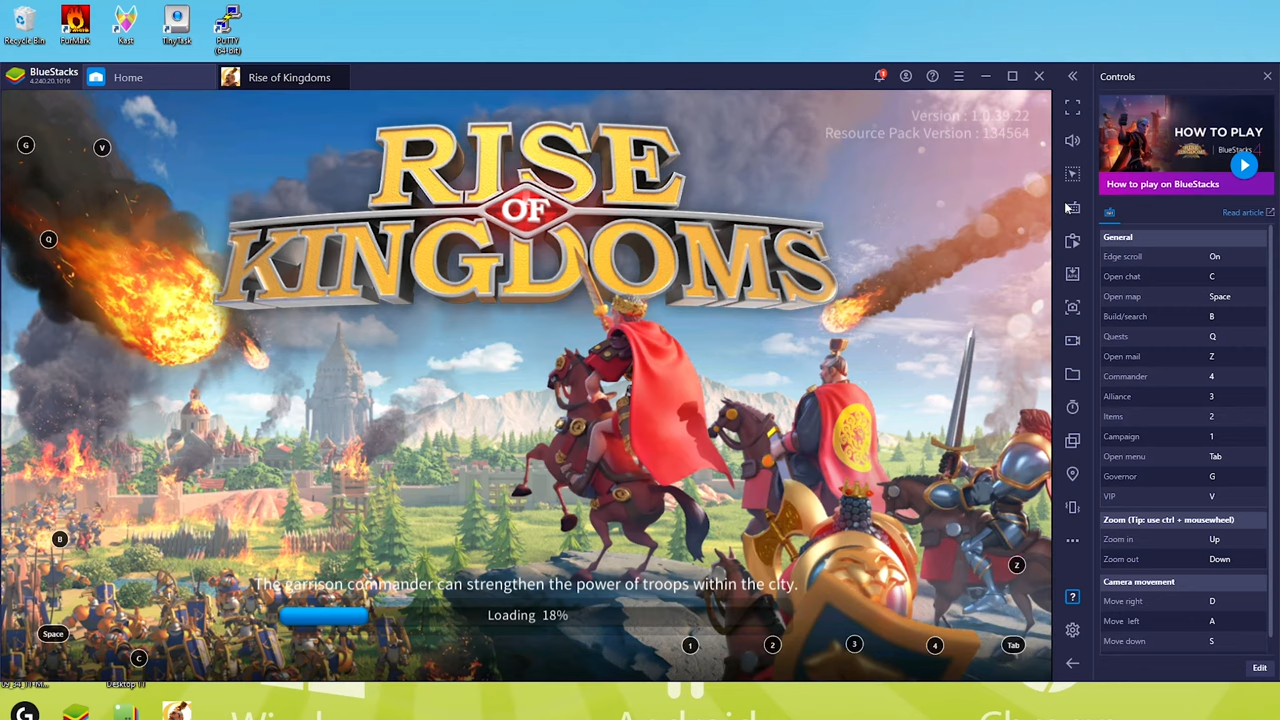 Recycle Bin
FurMark
Kast
TinyTask
PuTTY
(64-bit)
BlueStacks
4.240.20.1016
Home
Rise of Kingdoms
1
Controls
Version : 1.0.39.22
Resource Pack Version : 134564
RISE
OF
KINGDOMS
G
V
Q
B
Space
C
Z
1
2
3
4
Tab
The garrison commander can strengthen the power of troops within the city.
Loading 18%
HOW TO PLAY
BlueStacks 4
How to play on BlueStacks
Read article
General
Edge scroll On
Open chat C
Open map Space
Build/search B
Quests Q
Open mail Z
Commander 4
Alliance 3
Items 2
Campaign 1
Open menu Tab
Governor G
VIP V
Zoom (Tip: use ctrl + mousewheel)
Zoom in Up
Zoom out Down
Camera movement
Move right D
Move left A
Move down S
Edit